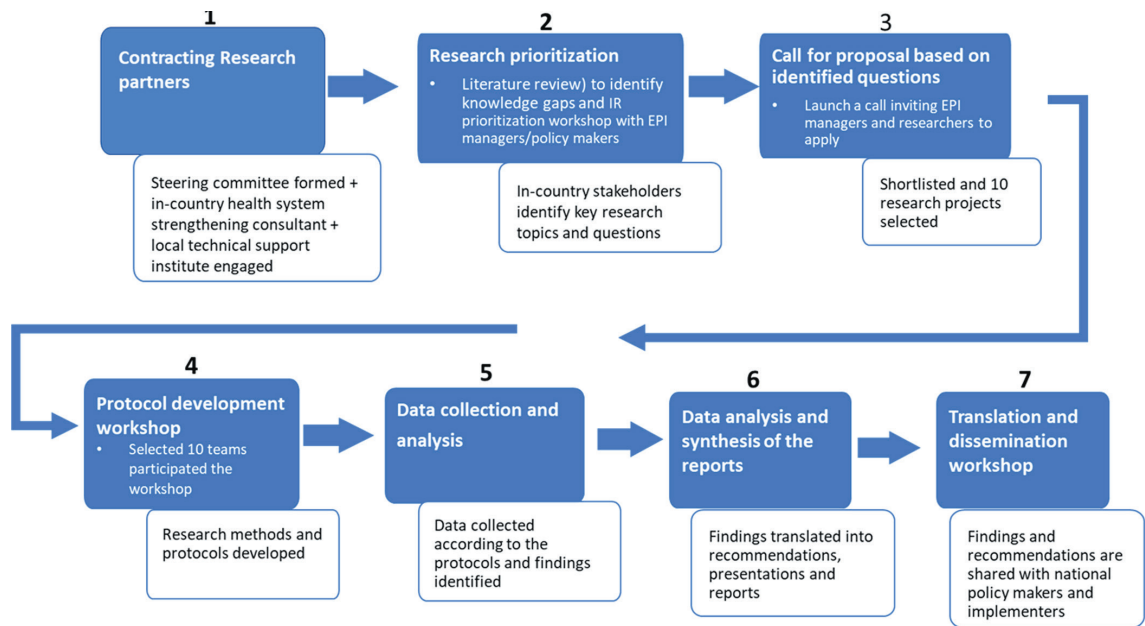 1
Contracting Research
partners
Steering committee formed +
in-country health system
strengthening consultant +
local technical support
institute engaged
2
Research prioritization
• Literature review) to identify
knowledge gaps and IR
prioritization workshop with EPI
managers/policy makers
In-country stakeholders
identify key research
topics and questions
3
Call for proposal based on
identified questions
• Launch a call inviting EPI
managers and researchers to
apply
Shortlisted and 10
research projects
selected
4
Protocol development
workshop
• Selected 10 teams
participated the
workshop
Research methods and
protocols developed
5
Data collection and
analysis
Data collected
according to the
protocols and findings
identified
6
Data analysis and
synthesis of the
reports
Findings translated into
recommendations,
presentations and
reports
7
Translation and
dissemination
workshop
Findings and
recommendations are
shared with national
policy makers and
implementers